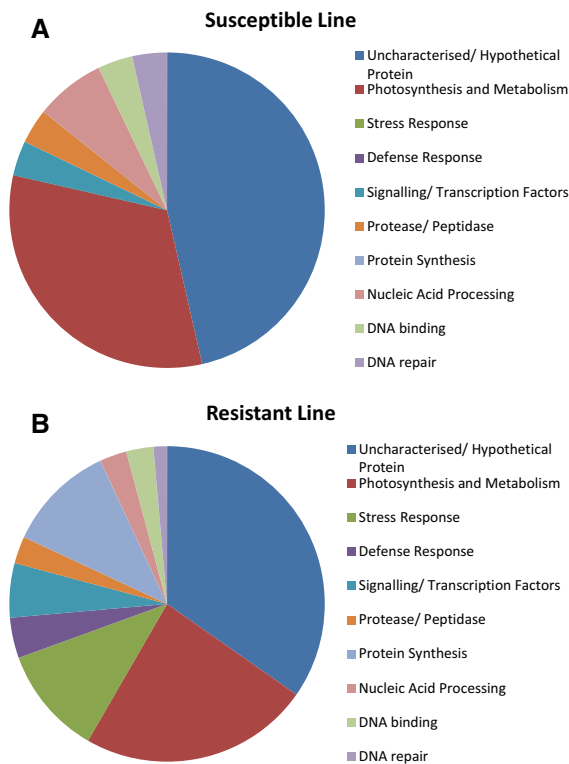 A
Susceptible Line
Uncharacterised/ Hypothetical
Protein
Photosynthesis and Metabolism
Stress Response
Defense Response
Signalling/ Transcription Factors
Protease/ Peptidase
Protein Synthesis
Nucleic Acid Processing
DNA binding
DNA repair
B
Resistant Line
Uncharacterised/ Hypothetical
Protein
Photosynthesis and Metabolism
Stress Response
Defense Response
Signalling/ Transcription Factors
Protease/ Peptidase
Protein Synthesis
Nucleic Acid Processing
DNA binding
DNA repair